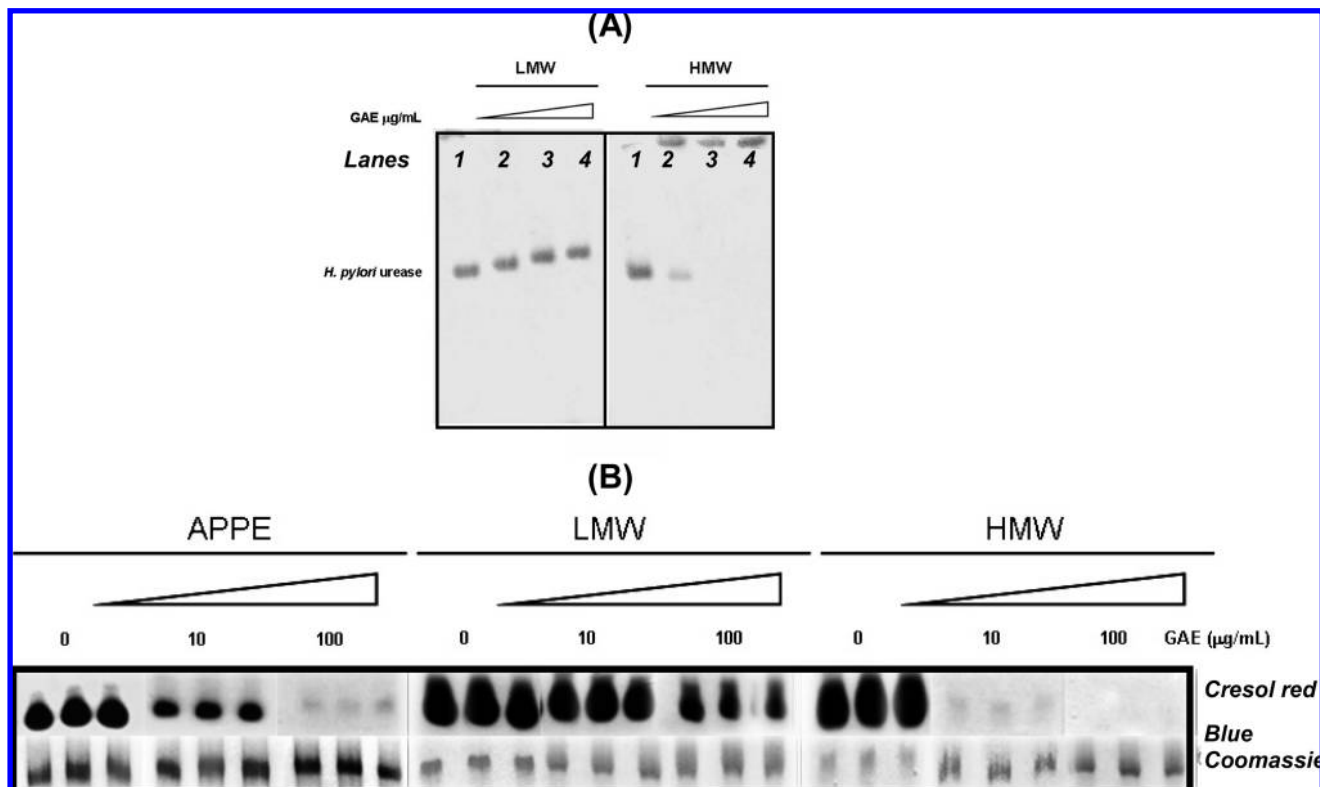 (A)
LMW HMW
GAE µg/mL
Lanes 1 2 3 4 1 2 3 4
H. pylori urease
(B)
APPE LMW HMW
0 10 100 0 10 100 0 10 100 GAE (µg/mL)
Cresol red
Blue
Coomassie